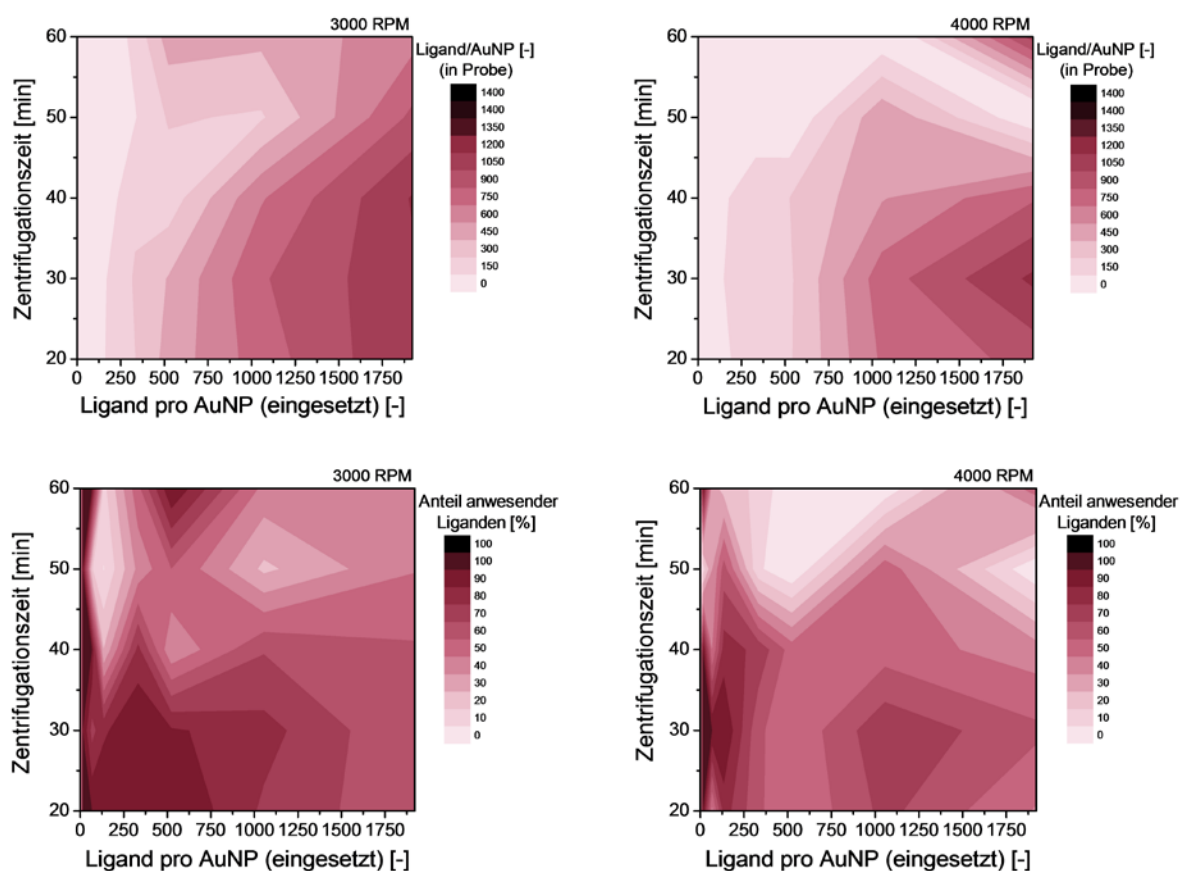 3000 RPM
Ligand/AuNP [-]
(in Probe)
1400
1400
1350
1200
1050
900
750
600
450
300
150
0
Zentrifugationszeit [min]
60
50
40
30
20
0 250 500 750 1000 1250 1500 1750
Ligand pro AuNP (eingesetzt) [-]
4000 RPM
Ligand/AuNP [-]
(in Probe)
1400
1400
1350
1200
1050
900
750
600
450
300
150
0
Zentrifugationszeit [min]
60
50
40
30
20
0 250 500 750 1000 1250 1500 1750
Ligand pro AuNP (eingesetzt) [-]
3000 RPM
Anteil anwesender
Liganden [%]
100
100
90
80
70
60
50
40
30
20
10
0
Zentrifugationszeit [min]
60
50
40
30
20
0 250 500 750 1000 1250 1500 1750
Ligand pro AuNP (eingesetzt) [-]
4000 RPM
Anteil anwesender
Liganden [%]
100
100
90
80
70
60
50
40
30
20
10
0
Zentrifugationszeit [min]
60
50
40
30
20
0 250 500 750 1000 1250 1500 1750
Ligand pro AuNP (eingesetzt) [-]